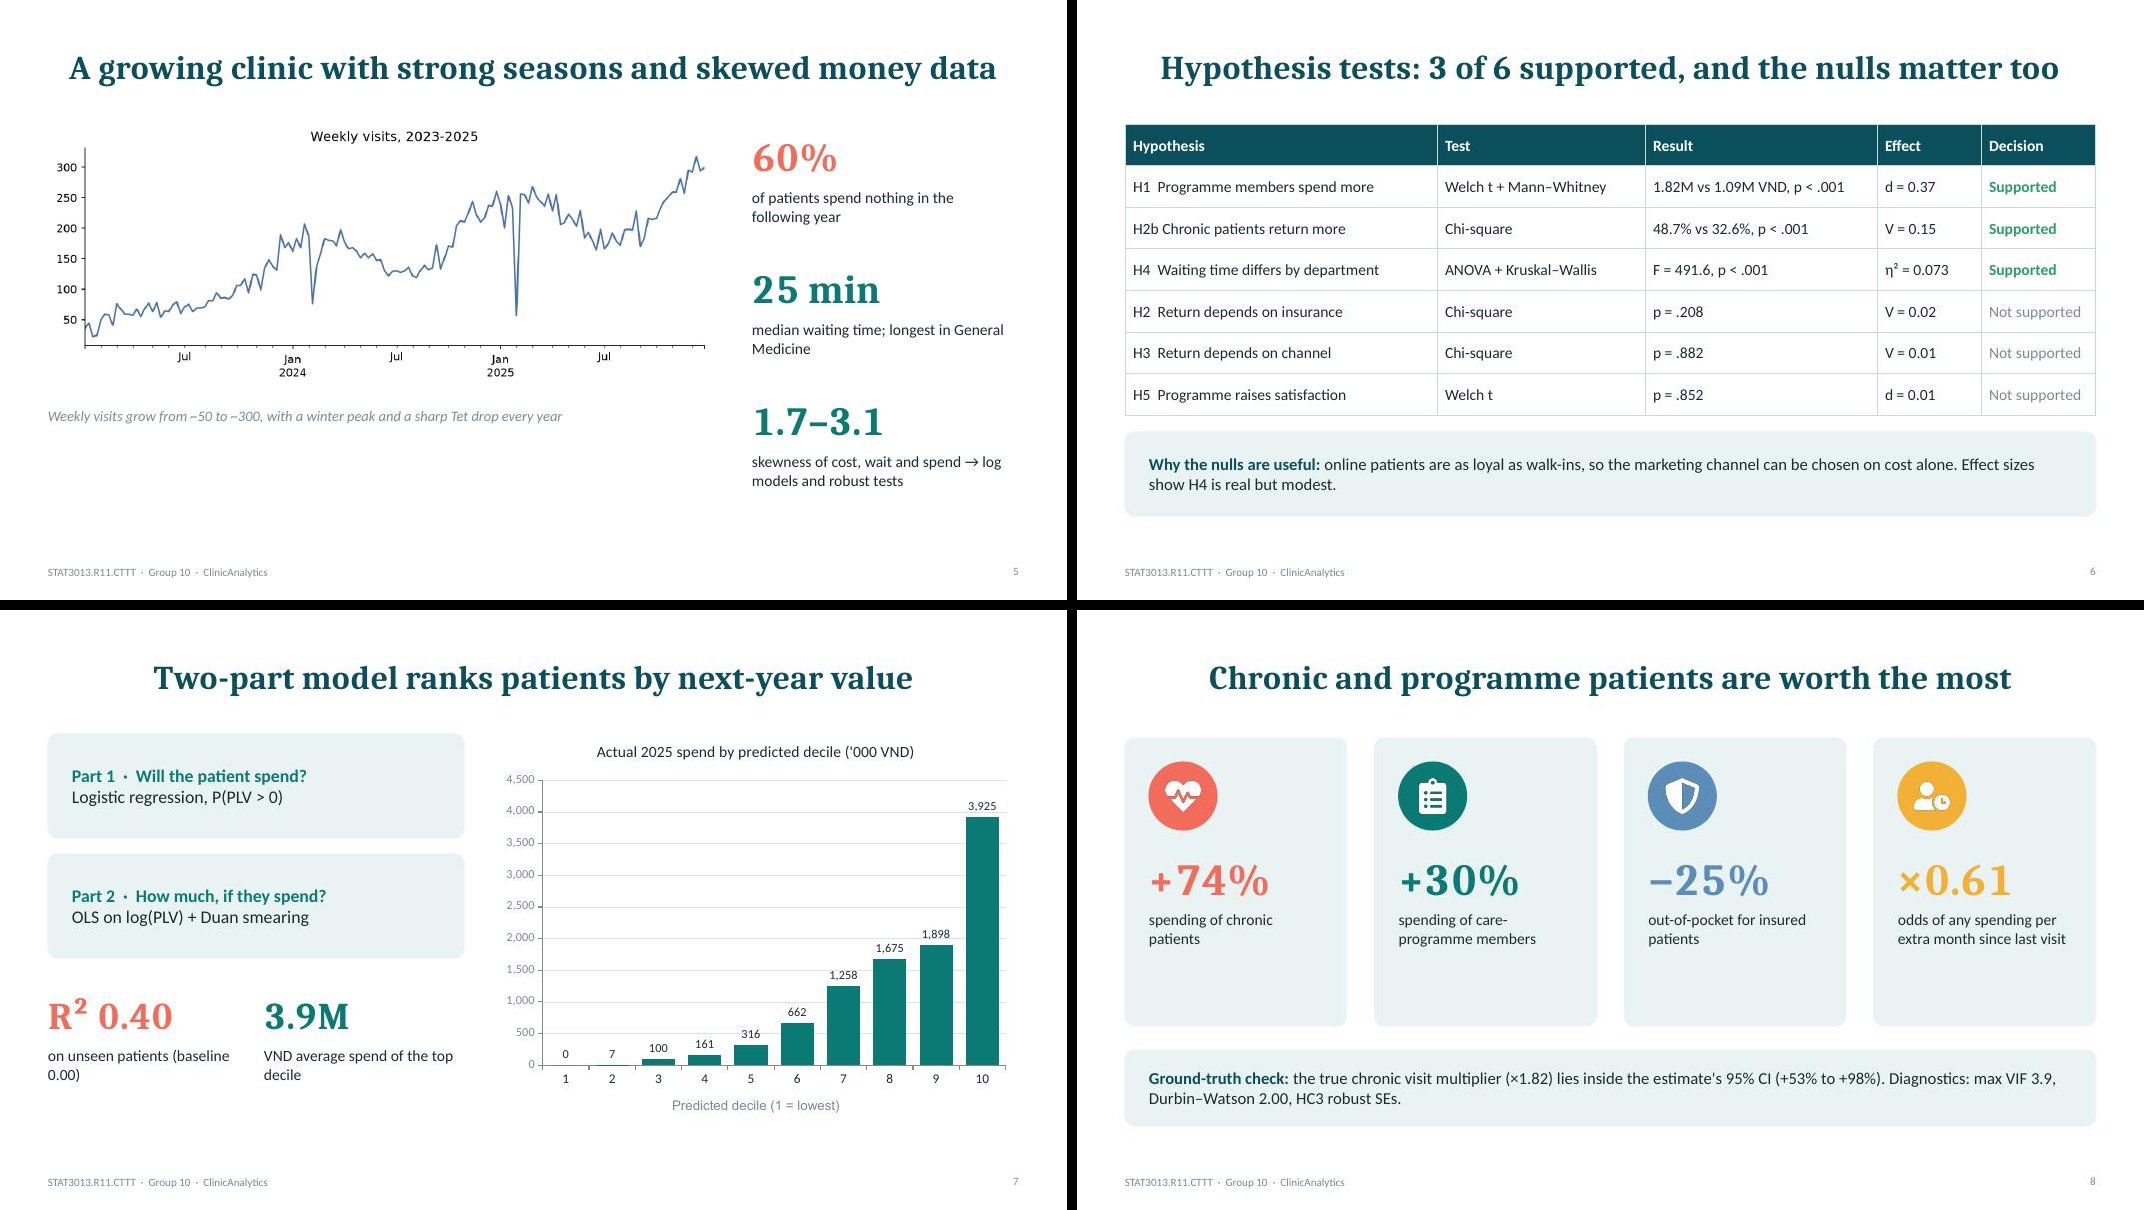 A growing clinic with strong seasons and skewed money data
Weekly visits, 2023-2025
300
250
200
150
100
50
Jul
Jan
2024
Jul
Jan
2025
Jul
Weekly visits grow from ~50 to ~300, with a winter peak and a sharp Tet drop every year
60%
of patients spend nothing in the
following year
25 min
median waiting time; longest in General
Medicine
1.7–3.1
skewness of cost, wait and spend → log
models and robust tests
STAT3013.R11.CTTT · Group 10 · ClinicAnalytics
5
Hypothesis tests: 3 of 6 supported, and the nulls matter too
Hypothesis Test Result Effect Decision
H1 Programme members spend more Welch t + Mann–Whitney 1.82M vs 1.09M VND, p < .001 d = 0.37 Supported
H2b Chronic patients return more Chi-square 48.7% vs 32.6%, p < .001 V = 0.15 Supported
H4 Waiting time differs by department ANOVA + Kruskal–Wallis F = 491.6, p < .001 η² = 0.073 Supported
H2 Return depends on insurance Chi-square p = .208 V = 0.02 Not supported
H3 Return depends on channel Chi-square p = .882 V = 0.01 Not supported
H5 Programme raises satisfaction Welch t p = .852 d = 0.01 Not supported
Why the nulls are useful: online patients are as loyal as walk-ins, so the marketing channel can be chosen on cost alone. Effect sizes
show H4 is real but modest.
STAT3013.R11.CTTT · Group 10 · ClinicAnalytics
6
Two-part model ranks patients by next-year value
Part 1 · Will the patient spend?
Logistic regression, P(PLV > 0)
Part 2 · How much, if they spend?
OLS on log(PLV) + Duan smearing
R² 0.40
on unseen patients (baseline
0.00)
3.9M
VND average spend of the top
decile
Actual 2025 spend by predicted decile ('000 VND)
4,500
4,000
3,500
3,000
2,500
2,000
1,500
1,000
500
0
0 7 100 161 316 662 1,258 1,675 1,898 3,925
1 2 3 4 5 6 7 8 9 10
Predicted decile (1 = lowest)
STAT3013.R11.CTTT · Group 10 · ClinicAnalytics
7
Chronic and programme patients are worth the most
+74%
spending of chronic
patients
+30%
spending of care-
programme members
−25%
out-of-pocket for insured
patients
×0.61
odds of any spending per
extra month since last visit
Ground-truth check: the true chronic visit multiplier (×1.82) lies inside the estimate's 95% CI (+53% to +98%). Diagnostics: max VIF 3.9,
Durbin–Watson 2.00, HC3 robust SEs.
STAT3013.R11.CTTT · Group 10 · ClinicAnalytics
8